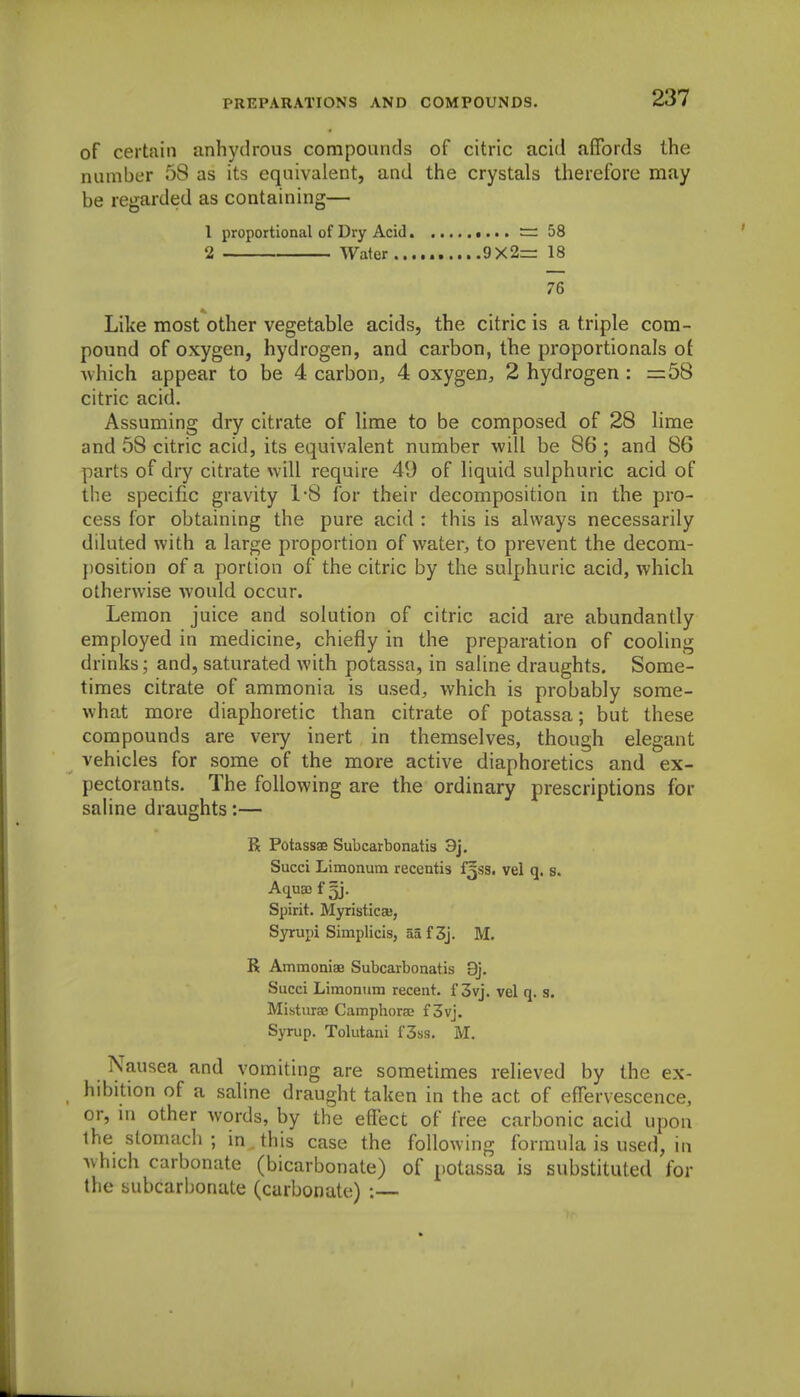 PREPARATIONS AND COMPOUNDS. 237
of certain anhydrous compounds of citric acid affords the
number 58 as its equivalent, and the crystals therefore may
be regarded as containing—
1 proportional of Dry Acid. ......... = 58
2 ———— Water ..........9×2= 18
76
Like most other vegetable acids, the citric is a triple com-
pound of oxygen, hydrogen, and carbon, the proportionals of
which appear to be 4 carbon, 4 oxygen, 2 hydrogen : =58
citric acid.
Assuming dry citrate of lime to be composed of 28 lime
and 58 citric acid, its equivalent number will be 86 ; and 86
parts of dry citrate will require 49 of liquid sulphuric acid of
the specific gravity 1·8 for their decomposition in the pro-
cess for obtaining the pure acid : this is always necessarily
diluted with a large proportion of water, to prevent the decom-
position of a portion of the citric by the sulphuric acid, which
otherwise would occur.
Lemon juice and solution of citric acid are abundantly
employed in medicine, chiefly in the preparation of cooling
drinks; and, saturated with potassa, in saline draughts. Some-
times citrate of ammonia is used, which is probably some-
what more diaphoretic than citrate of potassa; but these
compounds are very inert in themselves, though elegant
vehicles for some of the more active diaphoretics and ex-
pectorants. The following are the ordinary prescriptions for
saline draughts:—
℞ Potassæ Subcarbonatis ℈j.
Succi Limonum recentis f℥ss. vel q. s.
Aquæ f ℥j.
Spirit. Myristicæ,
Syrupi Simplicis, āā fʒj. M.
℞ Ammoniæ Subcarbonatis ℈j.
Succi Limonum recent. fʒvj. vel q. s.
Misturæ Camphoræ fʒvj.
Syrup. Tolutani fʒss. M.
Nausea and vomiting are sometimes relieved by the ex-
hibition of a saline draught taken in the act of effervescence,
or, in other words, by the effect of free carbonic acid upon
the stomach ; in this case the following formula is used, in
which carbonate (bicarbonate) of potassa is substituted for
the subcarbonate (carbonate) :—